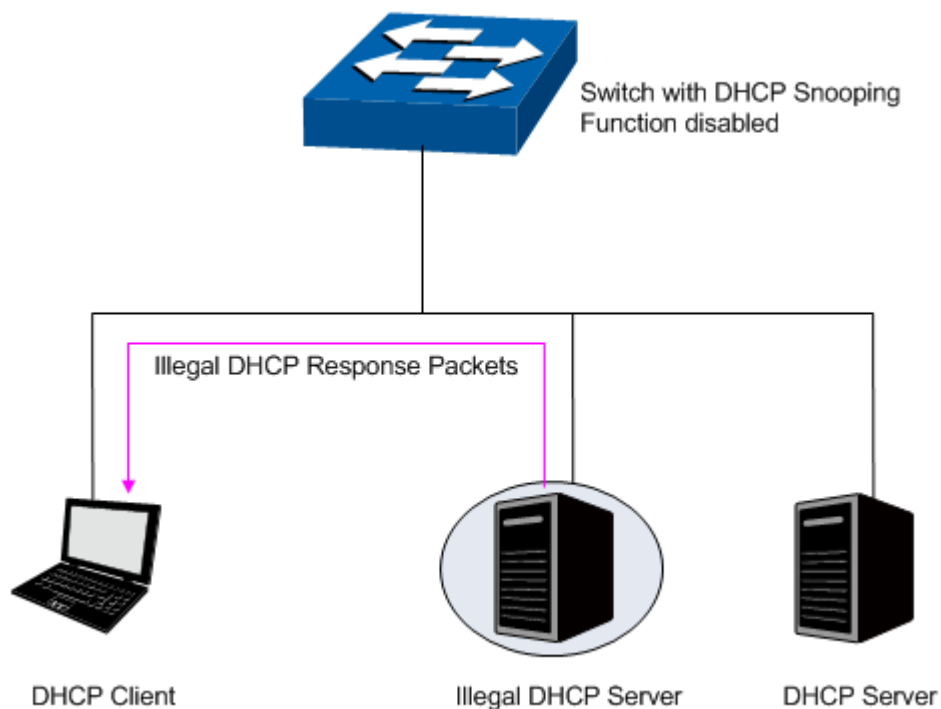 Switch with DHCP Snooping
Function disabled
Illegal DHCP Response Packets
DHCP Client
Illegal DHCP Server
DHCP Server